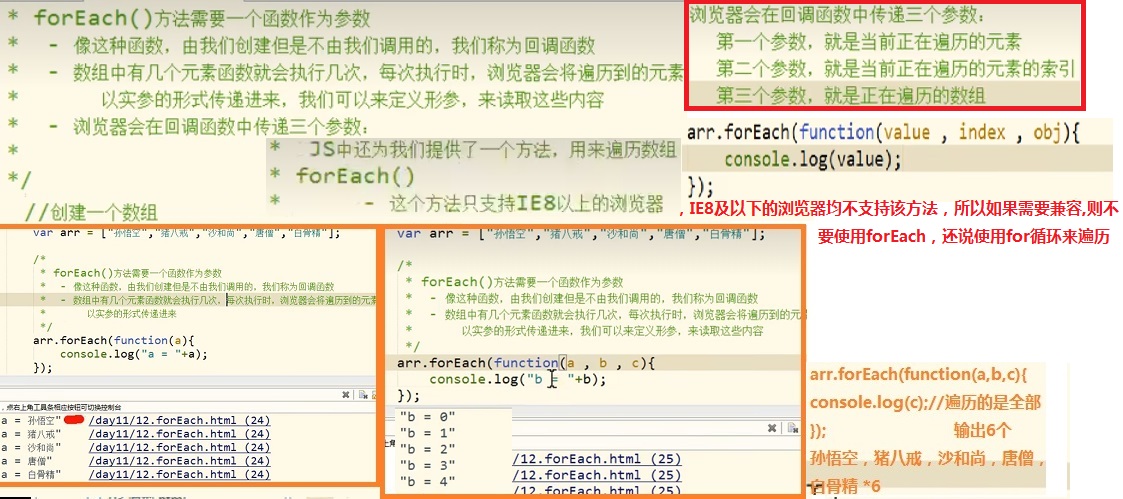 * forEach()方法需要一个函数作为参数
* - 像这种函数，由我们创建但是不由我们调用的，我们称为回调函数
* - 数组中有几个元素函数就会执行几次，每次执行时，浏览器会将遍历到的元素
* 以实参的形式传递进来，我们可以来定义形参，来读取这些内容
* - 浏览器会在回调函数中传递三个参数：
*
*/
//创建一个数组
* JS中还为我们提供了一个方法，用来遍历数组
* forEach()
* - 这个方法只支持IE8以上的浏览器
浏览器会在回调函数中传递三个参数：
第一个参数，就是当前正在遍历的元素
第二个参数，就是当前正在遍历的元素的索引
第三个参数，就是正在遍历的数组
arr.forEach(function(value , index , obj){
console.log(value);
});
，IE8及以下的浏览器均不支持该方法，所以如果需要兼容,则不
要使用forEach，还说使用for循环来遍历
var arr = ["孙悟空","猪八戒","沙和尚","唐僧","白骨精"];
/*
* forEach()方法需要一个函数作为参数
* - 像这种函数，由我们创建但是不由我们调用的，我们称为回调函数
* - 数组中有几个元素函数就会执行几次，每次执行时，浏览器会将遍历到的元素
* 以实参的形式传递进来
*/
arr.forEach(function(a){
console.log("a = "+a);
});
，点右上角工具条相应按钮可切换控制台
a = 孙悟空" /day11/12.forEach.html (24)
a = 猪八戒" /day11/12.forEach.html (24)
a = 沙和尚" /day11/12.forEach.html (24)
a = 唐僧" /day11/12.forEach.html (24)
a = 白骨精" /day11/12.forEach.html (24)
var arr = ["孙悟空","猪八戒","沙和尚","唐僧","白骨精"];
/*
* forEach()方法需要一个函数作为参数
* - 像这种函数，由我们创建但是不由我们调用的，我们称为回调函数
* - 数组中有几个元素函数就会执行几次，每次执行时，浏览器会将遍历到的元
* 以实参的形式传递进来，我们可以来定义形参，来读取这些内容
*/
arr.forEach(function(a , b , c){
console.log("b = "+b);
});
"b = 0"
"b = 1"
"b = 2"
"b = 3" /12.forEach.html (25)
"b = 4" /12.forEach.html (25)
/12.forEach.html (25)
arr.forEach(function(a,b,c){
console.log(c);//遍历的是全部
}); 输出6个
孙悟空，猪八戒，沙和尚，唐僧，
白骨精 *6